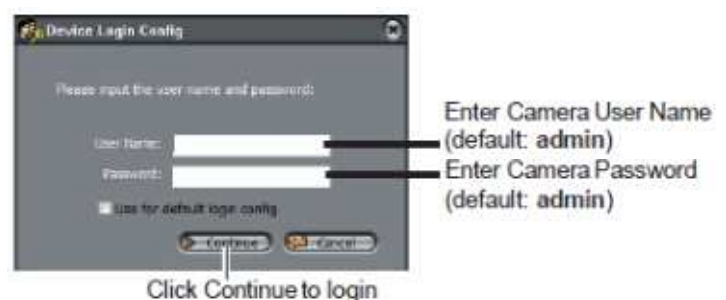 Device Login Config
Please input the user name and password:
User Name:
Password:
Use for default login config
Continue
Cancel
Enter Camera User Name
(default: admin)
Enter Camera Password
(default: admin)
Click Continue to login